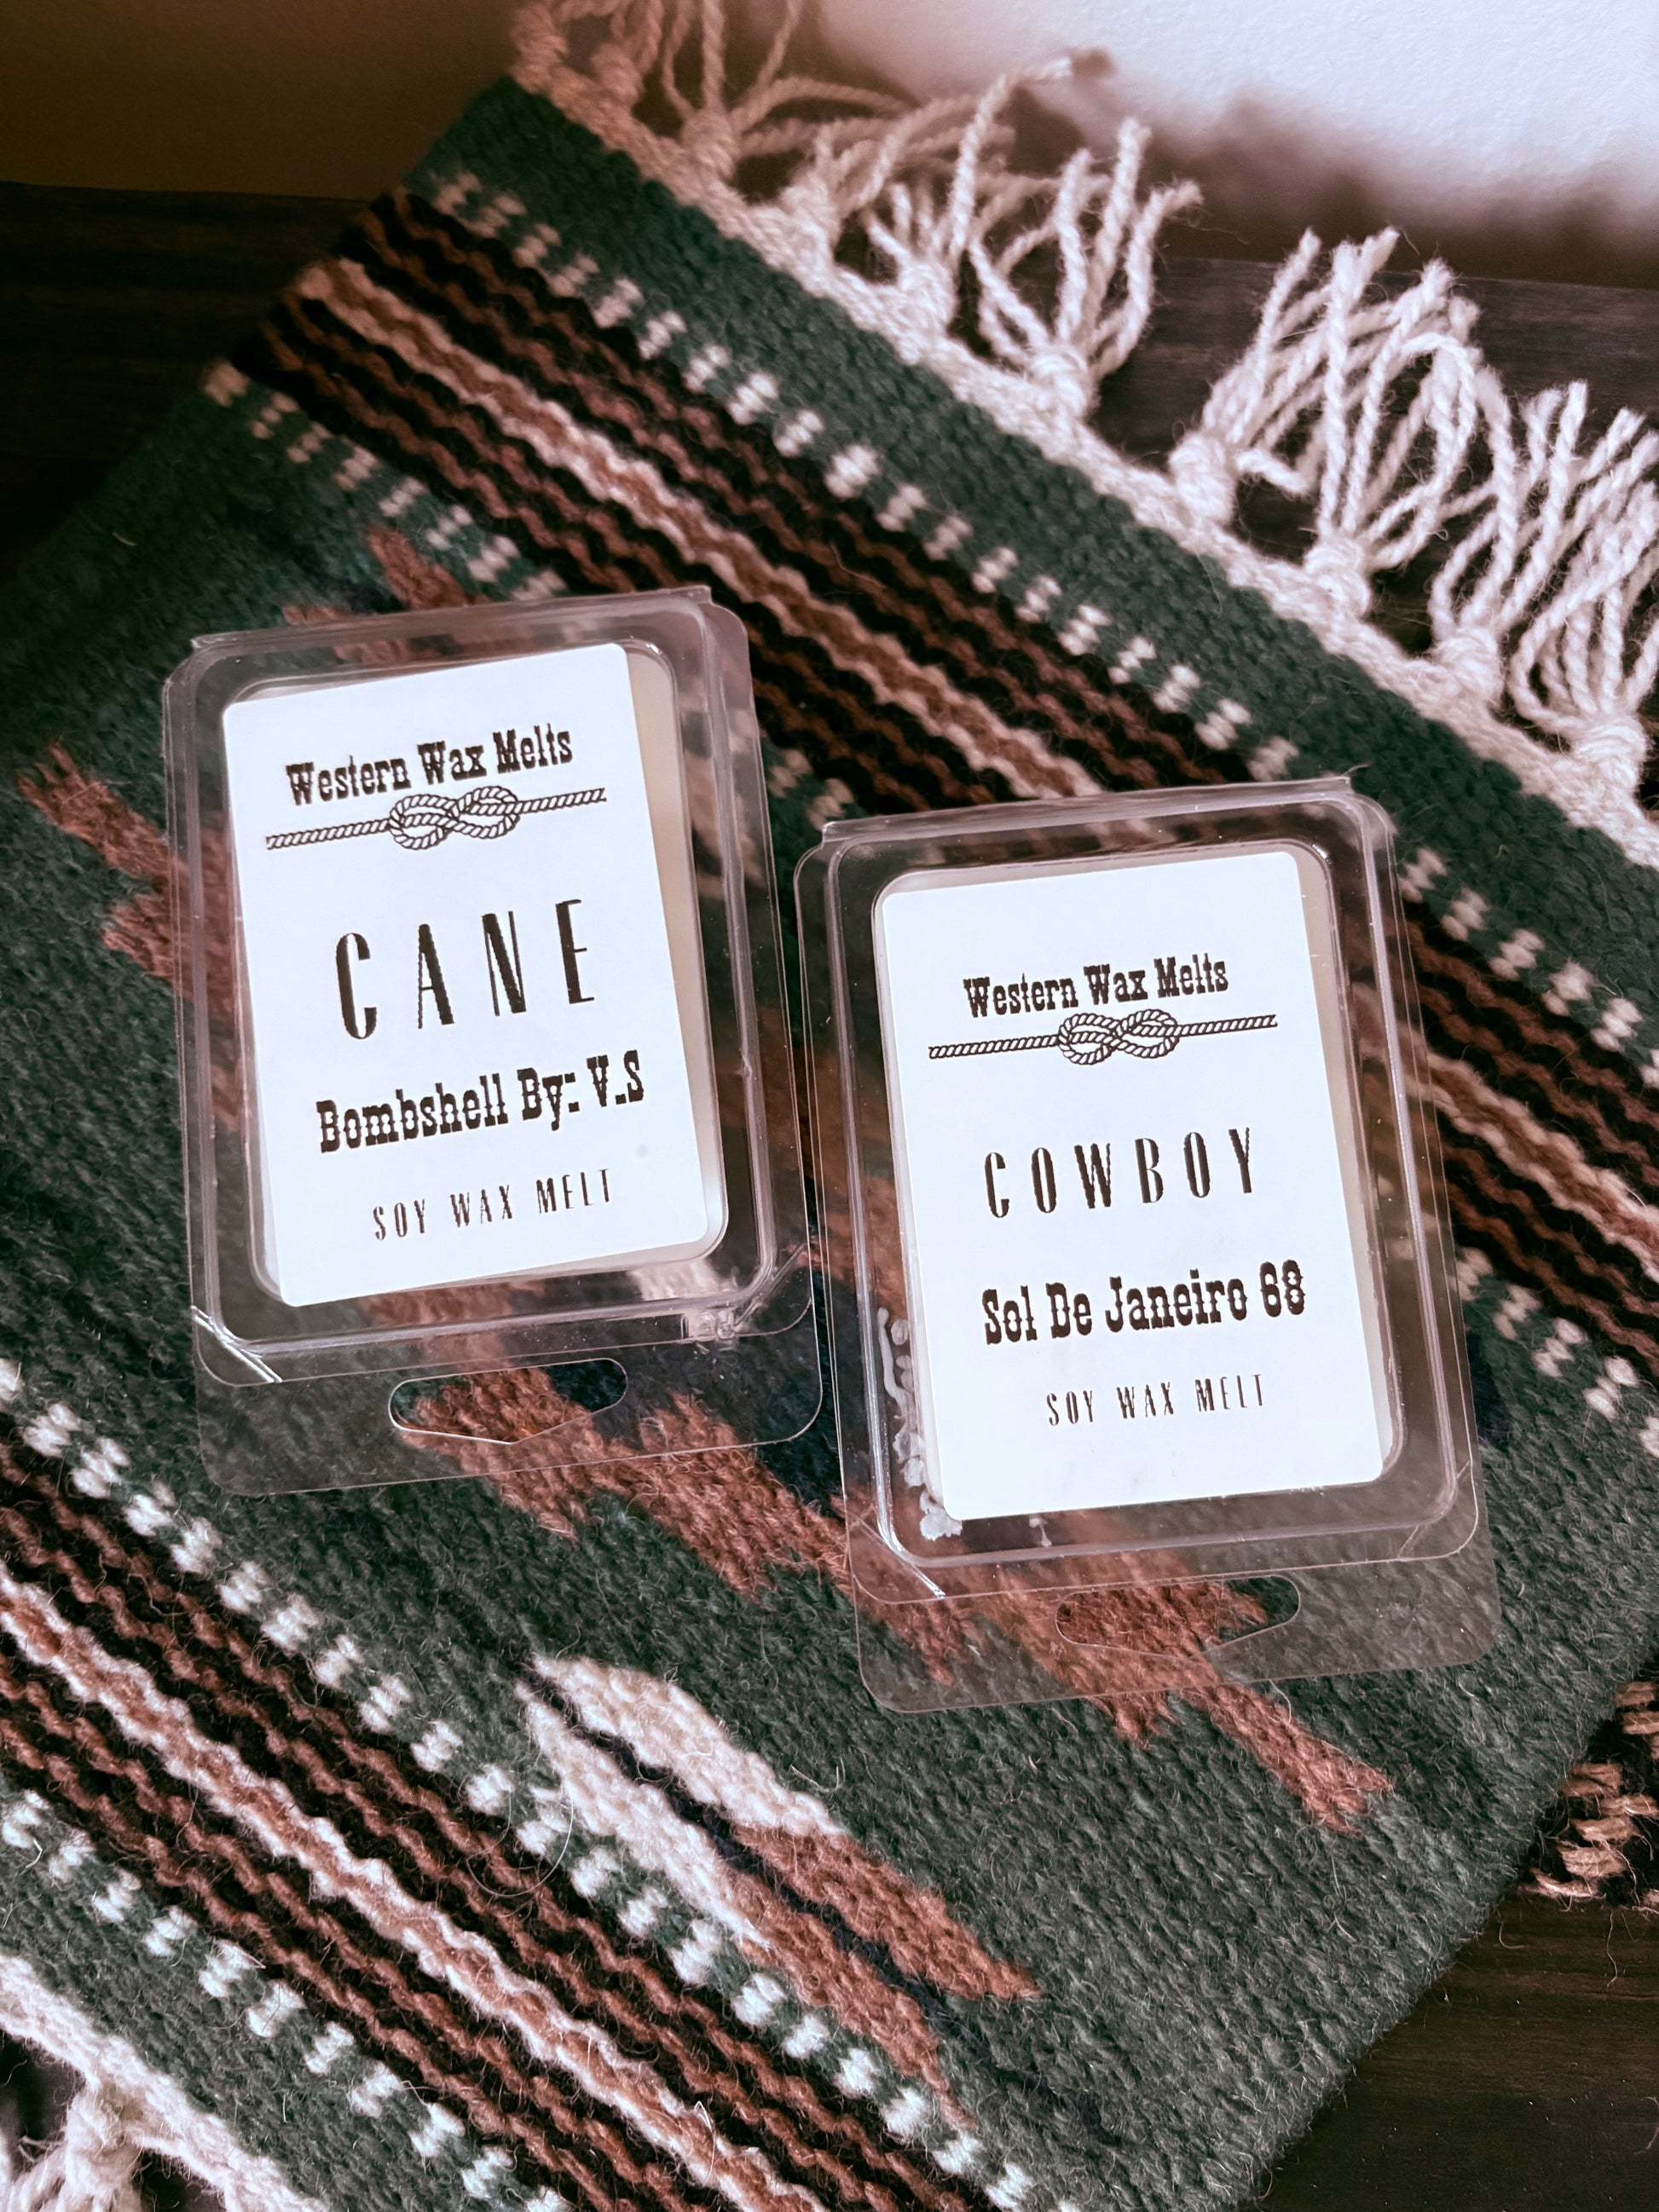 Western Wax Melts
CANE
Bombshell By: V.S
SOY WAX MELT
Western Wax Melts
COWBOY
Sol De Janeiro 68
SOY WAX MELT